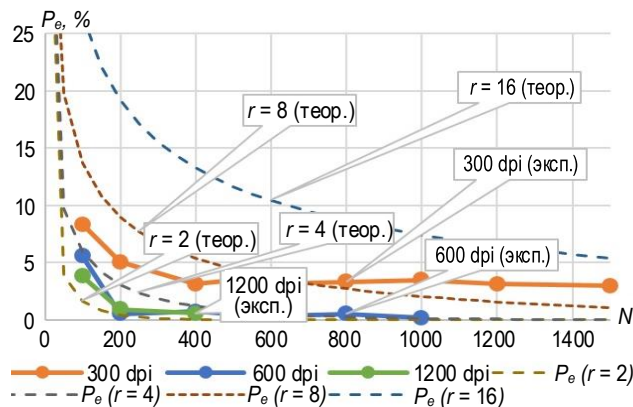 Pe, %
25
20
15
10
5
0
r = 16 (теор.)
r = 8 (теор.)
300 dpi (эксп.)
r = 2 (теор.)
r = 4 (теор.)
600 dpi (эксп.)
1200 dpi
(эксп.)
N
0 200 400 600 800 1000 1200 1400
300 dpi 600 dpi 1200 dpi Pe (r = 2)
Pe (r = 4) Pe (r = 8) Pe (r = 16)